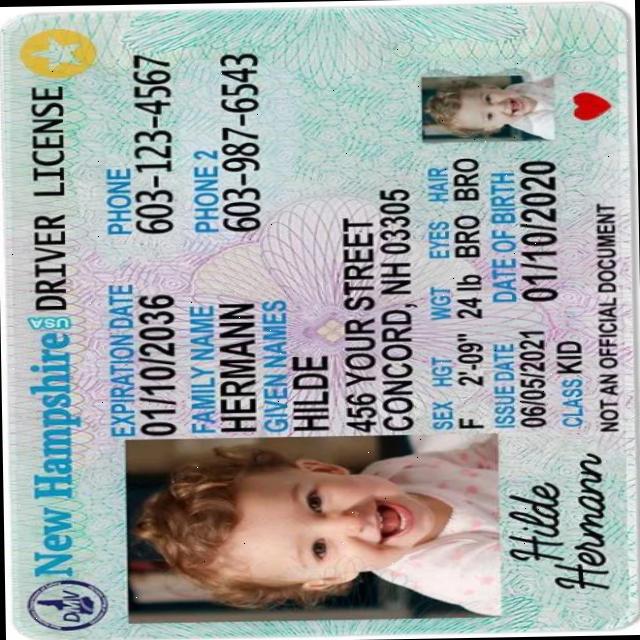 New Hampshire USA DRIVER LICENSE
EXPIRATION DATE PHONE
01/10/2036 603-123-4567
FAMILY NAME PHONE 2
HERMANN 603-987-6543
GIVEN NAMES
HILDE
456 YOUR STREET
CONCORD, NH 03305
SEX HGT WGT EYES HAIR
F 2-09" 24 lb BRO BRO
ISSUE DATE DATE OF BIRTH
06/05/2021 01/10/2020
CLASS KID
NOT AN OFFICIAL DOCUMENT
DMV
Hilde
Hermann